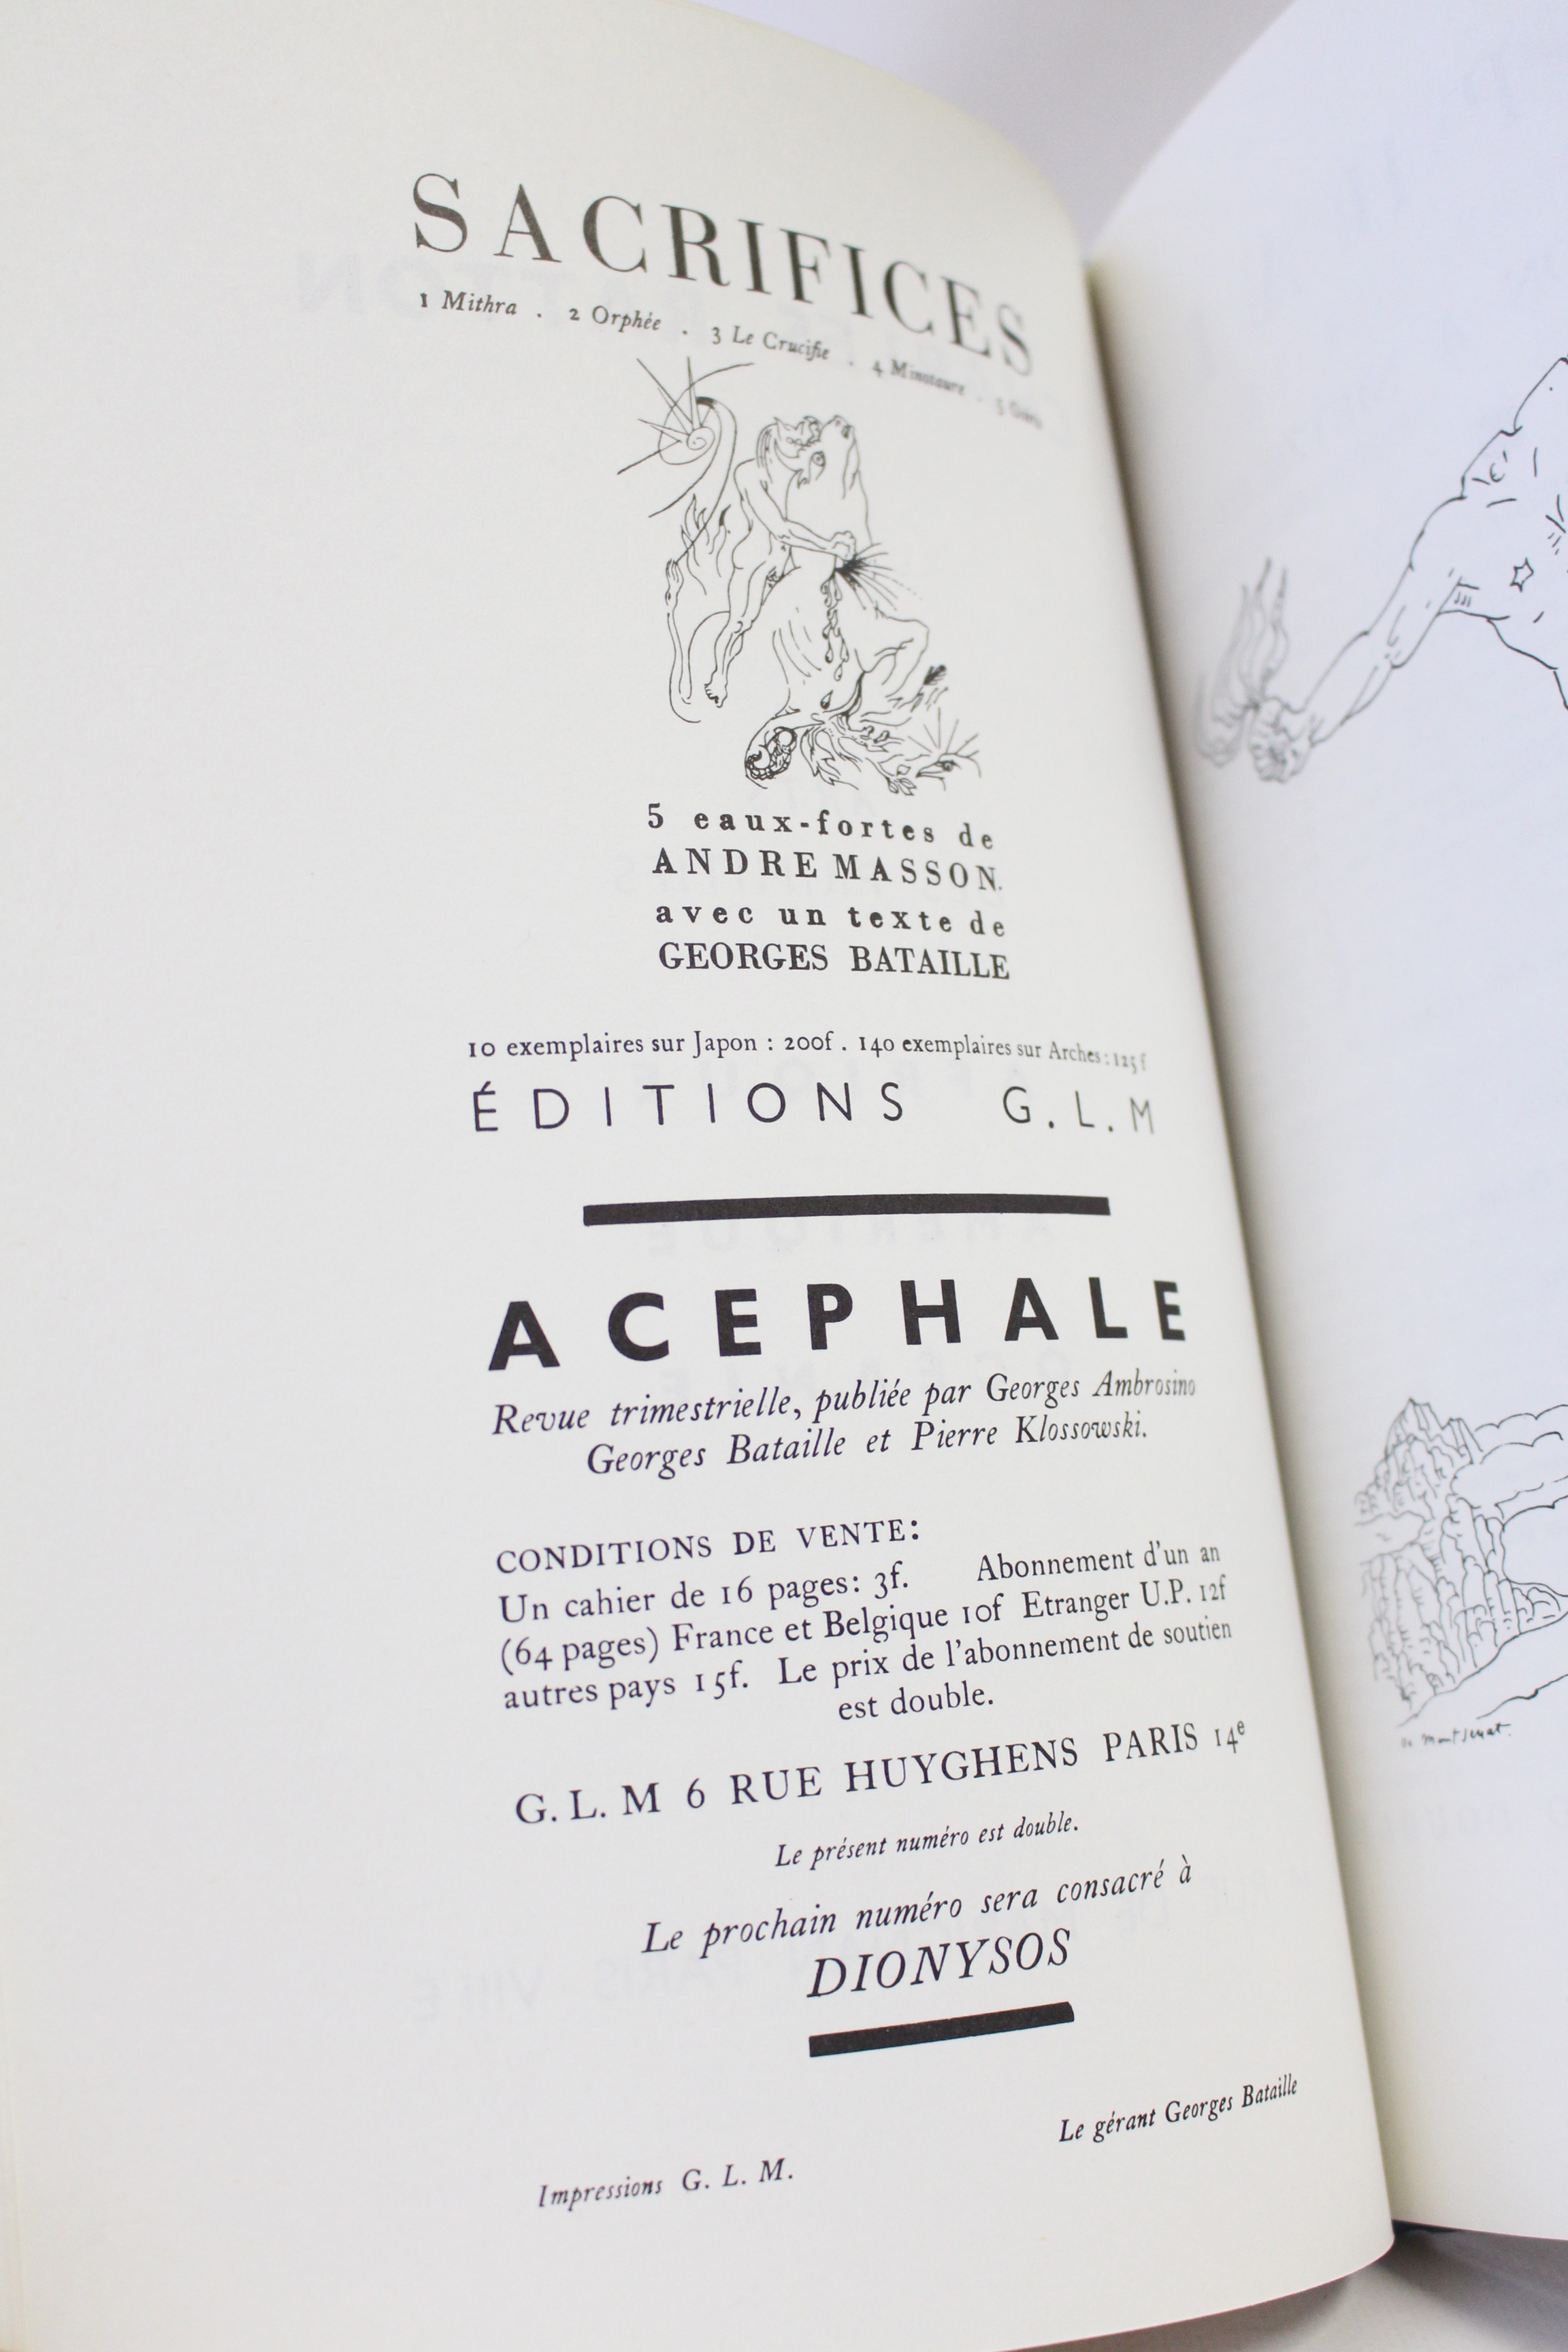 SACRIFICES
1 Mithra . 2 Orphée . 3 Le Crucifie . 4 Minotaure . 5
5 eaux-fortes de
ANDRE MASSON.
avec un texte de
GEORGES BATAILLE
10 exemplaires sur Japon : 200f . 140 exemplaires sur Arches : 125 f
ÉDITIONS G. L. M
ACEPHALE
Revue trimestrielle, publiée par Georges Ambrosino
Georges Bataille et Pierre Klossowski.
CONDITIONS DE VENTE:
Un cahier de 16 pages: 3f. Abonnement d'un an
(64 pages) France et Belgique 10f Etranger U.P. 12f
autres pays 15f. Le prix de l'abonnement de soutien
est double.
G. L. M 6 RUE HUYGHENS PARIS 14e
Le présent numéro est double.
Le prochain numéro sera consacré à
DIONYSOS
Le gérant Georges Bataille
Impressions G. L. M.